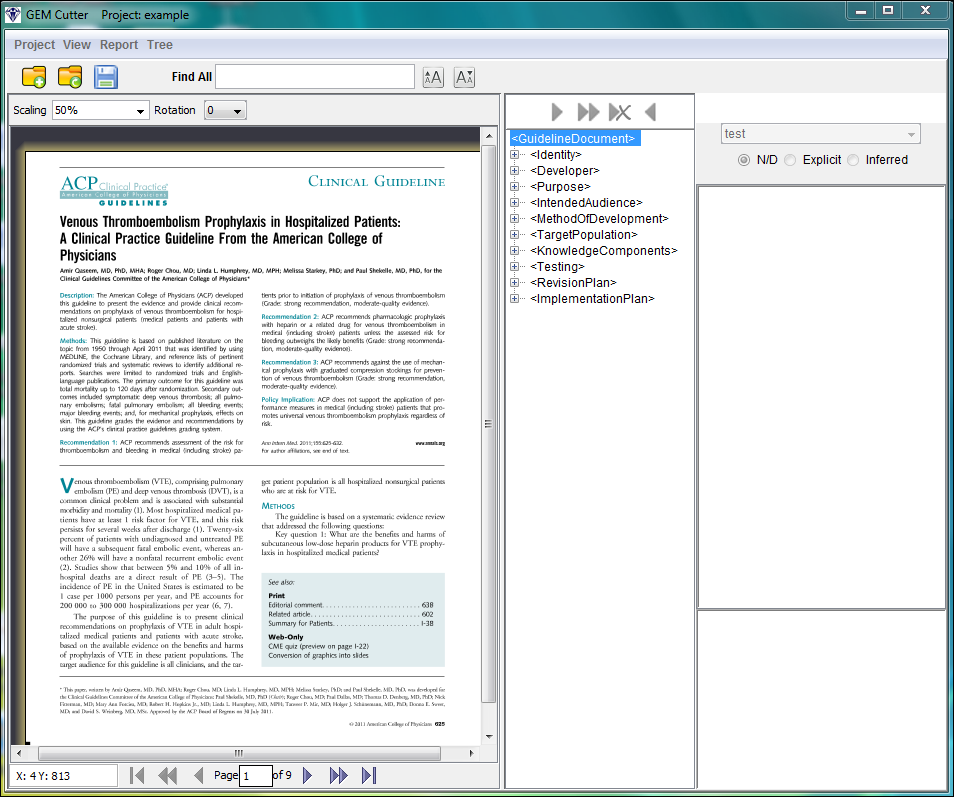 GEM Cutter Project: example
Project View Report Tree
Find All
AA
AA
Scaling 50% Rotation 0
ACP Clinical Practice
American College of Physicians
GUIDELINES
CLINICAL GUIDELINE
Venous Thromboembolism Prophylaxis in Hospitalized Patients:
A Clinical Practice Guideline From the American College of
Physicians
Amir Qaseem, MD, PhD, MHA; Roger Chou, MD; Linda L. Humphrey, MD, MPH; Melissa Starkey, PhD; and Paul Shekelle, MD, PhD, for the
Clinical Guidelines Committee of the American College of Physicians*
Description: The American College of Physicians (ACP) developed
this guideline to present the evidence and provide clinical recom-
mendations on prophylaxis of venous thromboembolism for hospi-
talized nonsurgical patients (medical patients and patients with
acute stroke).
Methods: This guideline is based on published literature on the
topic from 1950 through April 2011 that was identified by using
MEDLINE, the Cochrane Library, and reference lists of pertinent
randomized trials and systematic reviews to identify additional re-
ports. Searches were limited to randomized trials and English-
language publications. The primary outcome for this guideline was
total mortality up to 120 days after randomization. Secondary out-
comes included symptomatic deep venous thrombosis; all pulmo-
nary embolisms; fatal pulmonary embolism; all bleeding events;
major bleeding events; and, for mechanical prophylaxis, effects on
skin. This guideline grades the evidence and recommendations by
using the ACP's clinical practice guidelines grading system.
Recommendation 1: ACP recommends assessment of the risk for
thromboembolism and bleeding in medical (including stroke) pa-
tients prior to initiation of prophylaxis of venous thromboembolism
(Grade: strong recommendation, moderate-quality evidence).
Recommendation 2: ACP recommends pharmacologic prophylaxis
with heparin or a related drug for venous thromboembolism in
medical (including stroke) patients unless the assessed risk for
bleeding outweighs the likely benefits (Grade: strong recommenda-
tion, moderate-quality evidence).
Recommendation 3: ACP recommends against the use of mechan-
ical prophylaxis with graduated compression stockings for preven-
tion of venous thromboembolism (Grade: strong recommendation,
moderate-quality evidence).
Policy Implication: ACP does not support the application of per-
formance measures in medical (including stroke) patients that pro-
motes universal venous thromboembolism prophylaxis regardless of
risk.
Ann Intern Med. 2011;155:625-632. www.annals.org
For author affiliations, see end of text.
Venous thromboembolism (VTE), comprising pulmonary
embolism (PE) and deep venous thrombosis (DVT), is a
common clinical problem and is associated with substantial
morbidity and mortality (1). Most hospitalized medical pa-
tients have at least 1 risk factor for VTE, and this risk
persists for several weeks after discharge (1). Twenty-six
percent of patients with undiagnosed and untreated PE
will have a subsequent fatal embolic event, whereas an-
other 26% will have a nonfatal recurrent embolic event
(2). Studies show that between 5% and 10% of all in-
hospital deaths are a direct result of PE (3–5). The
incidence of PE in the United States is estimated to be
1 case per 1000 persons per year, and PE accounts for
200 000 to 300 000 hospitalizations per year (6, 7).
The purpose of this guideline is to present clinical
recommendations on prophylaxis of VTE in adult hospi-
talized medical patients and patients with acute stroke,
based on the available evidence on the benefits and harms
of prophylaxis of VTE in these patient populations. The
target audience for this guideline is all clinicians, and the tar-
get patient population is all hospitalized nonsurgical patients
who are at risk for VTE.
METHODS
The guideline is based on a systematic evidence review
that addressed the following questions:
Key question 1: What are the benefits and harms of
subcutaneous low-dose heparin products for VTE prophy-
laxis in hospitalized medical patients?
See also:
Print
Editorial comment. . . . . . . . . . . . . . . . . . . . . . . . . 638
Related article. . . . . . . . . . . . . . . . . . . . . . . . . . . . 602
Summary for Patients. . . . . . . . . . . . . . . . . . . . . . I-38
Web-Only
CME quiz (preview on page I-22)
Conversion of graphics into slides
* This paper, written by Amir Qaseem, MD, PhD, MHA; Roger Chou, MD; Linda L. Humphrey, MD, MPH; Melissa Starkey, PhD; and Paul Shekelle, MD, PhD, was developed for
the Clinical Guidelines Committee of the American College of Physicians: Paul Shekelle, MD, PhD (Chair); Roger Chou, MD; Paul Dallas, MD; Thomas D. Denberg, MD, PhD; Nick
Fitterman, MD; Mary Ann Forciea, MD; Robert H. Hopkins Jr., MD; Linda L. Humphrey, MD, MPH; Tanveer P. Mir, MD; Holger J. Schünemann, MD, PhD; Donna E. Sweet,
MD; and David S. Weinberg, MD, MSc. Approved by the ACP Board of Regents on 30 July 2011.
© 2011 American College of Physicians 625
X: 4 Y: 813
Page 1 of 9
<GuidelineDocument>
<Identity>
<Developer>
<Purpose>
<IntendedAudience>
<MethodOfDevelopment>
<TargetPopulation>
<KnowledgeComponents>
<Testing>
<RevisionPlan>
<ImplementationPlan>
test
N/D Explicit Inferred